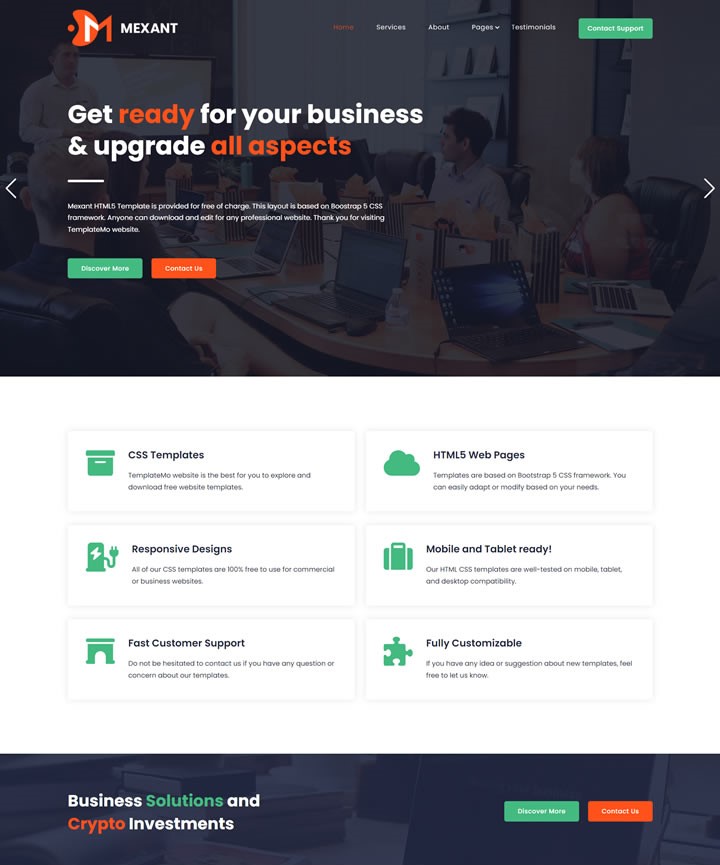 MEXANT
Home Services About Pages Testimonials Contact Support
Get ready for your business
& upgrade all aspects
Mexant HTML5 Template is provided for free of charge. This layout is based on Boostrap 5 CSS
framework. Anyone can download and edit for any professional website. Thank you for visiting
TemplateMo website.
Discover More Contact Us
CSS Templates
TemplateMo website is the best for you to explore and
download free website templates.
HTML5 Web Pages
Templates are based on Bootstrap 5 CSS framework. You
can easily adapt or modify based on your needs.
Responsive Designs
All of our CSS templates are 100% free to use for commercial
or business websites.
Mobile and Tablet ready!
Our HTML CSS templates are well-tested on mobile, tablet,
and desktop compatibility.
Fast Customer Support
Do not be hesitated to contact us if you have any question or
concern about our templates.
Fully Customizable
If you have any idea or suggestion about new templates, feel
free to let us know.
Business Solutions and
Crypto Investments
Discover More Contact Us